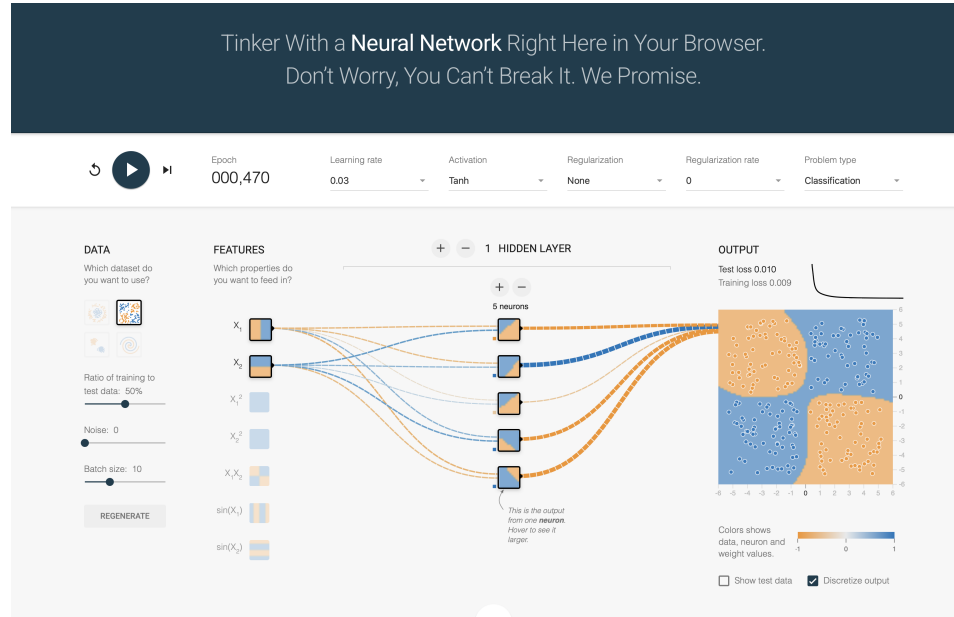 Tinker With a Neural Network Right Here in Your Browser.
Don't Worry, You Can't Break It. We Promise.
Epoch
000,470
Learning rate
0.03
Activation
Tanh
Regularization
None
Regularization rate
0
Problem type
Classification
DATA
Which dataset do
you want to use?
Ratio of training to
test data: 50%
Noise: 0
Batch size: 10
REGENERATE
FEATURES
Which properties do
you want to feed in?
X₁
X₂
X₁²
X₂²
X₁X₂
sin(X₁)
sin(X₂)
+ − 1 HIDDEN LAYER
+ −
5 neurons
This is the output
from one neuron.
Hover to see it
larger.
OUTPUT
Test loss 0.010
Training loss 0.009
6
5
4
3
2
1
0
-1
-2
-3
-4
-5
-6
-6 -5 -4 -3 -2 -1 0 1 2 3 4 5 6
Colors shows
data, neuron and
weight values.
-1 0 1
Show test data
Discretize output